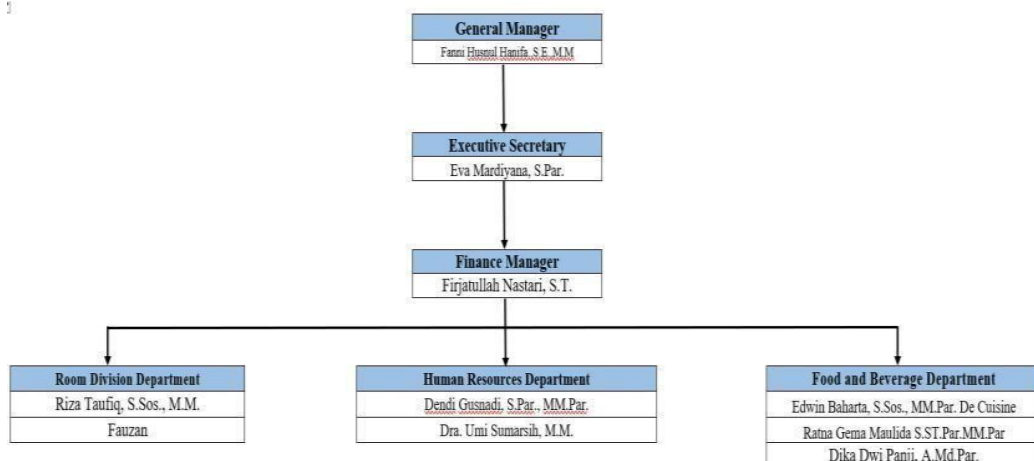 General Manager
Fanni Husnul Hanifa, S.E., M.M
Executive Secretary
Eva Mardiyana, S.Par.
Finance Manager
Firjatullah Nastari, S.T.
Room Division Department
Riza Taufiq, S.Sos., M.M.
Fauzan
Human Resources Department
Dendi Gusnadi, S.Par., MM.Par.
Dra. Umi Sumarsih, M.M.
Food and Beverage Department
Edwin Baharta, S.Sos., MM.Par. De Cuisine
Ratna Gema Maulida S.ST.Par.MM.Par
Dika Dwi Panji, A.Md.Par.